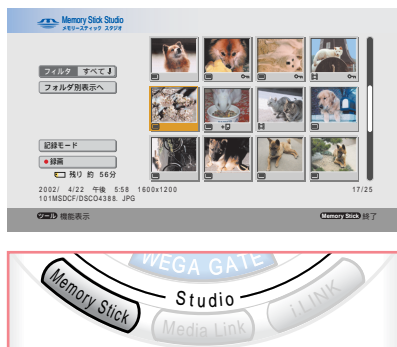 Memory Stick Studio
メモリースティック スタジオ
フィルタ すべて
フォルダ別表示へ
記録モード
録画
残り 約 56分
2002/ 4/22 午後 5:58 1600x1200
17/25
101MSDCF/DSC04388. JPG
ツール 機能表示
Memory Stick 終了
WEGA GATE
Memory Stick
Studio
i.LINK
Media Link